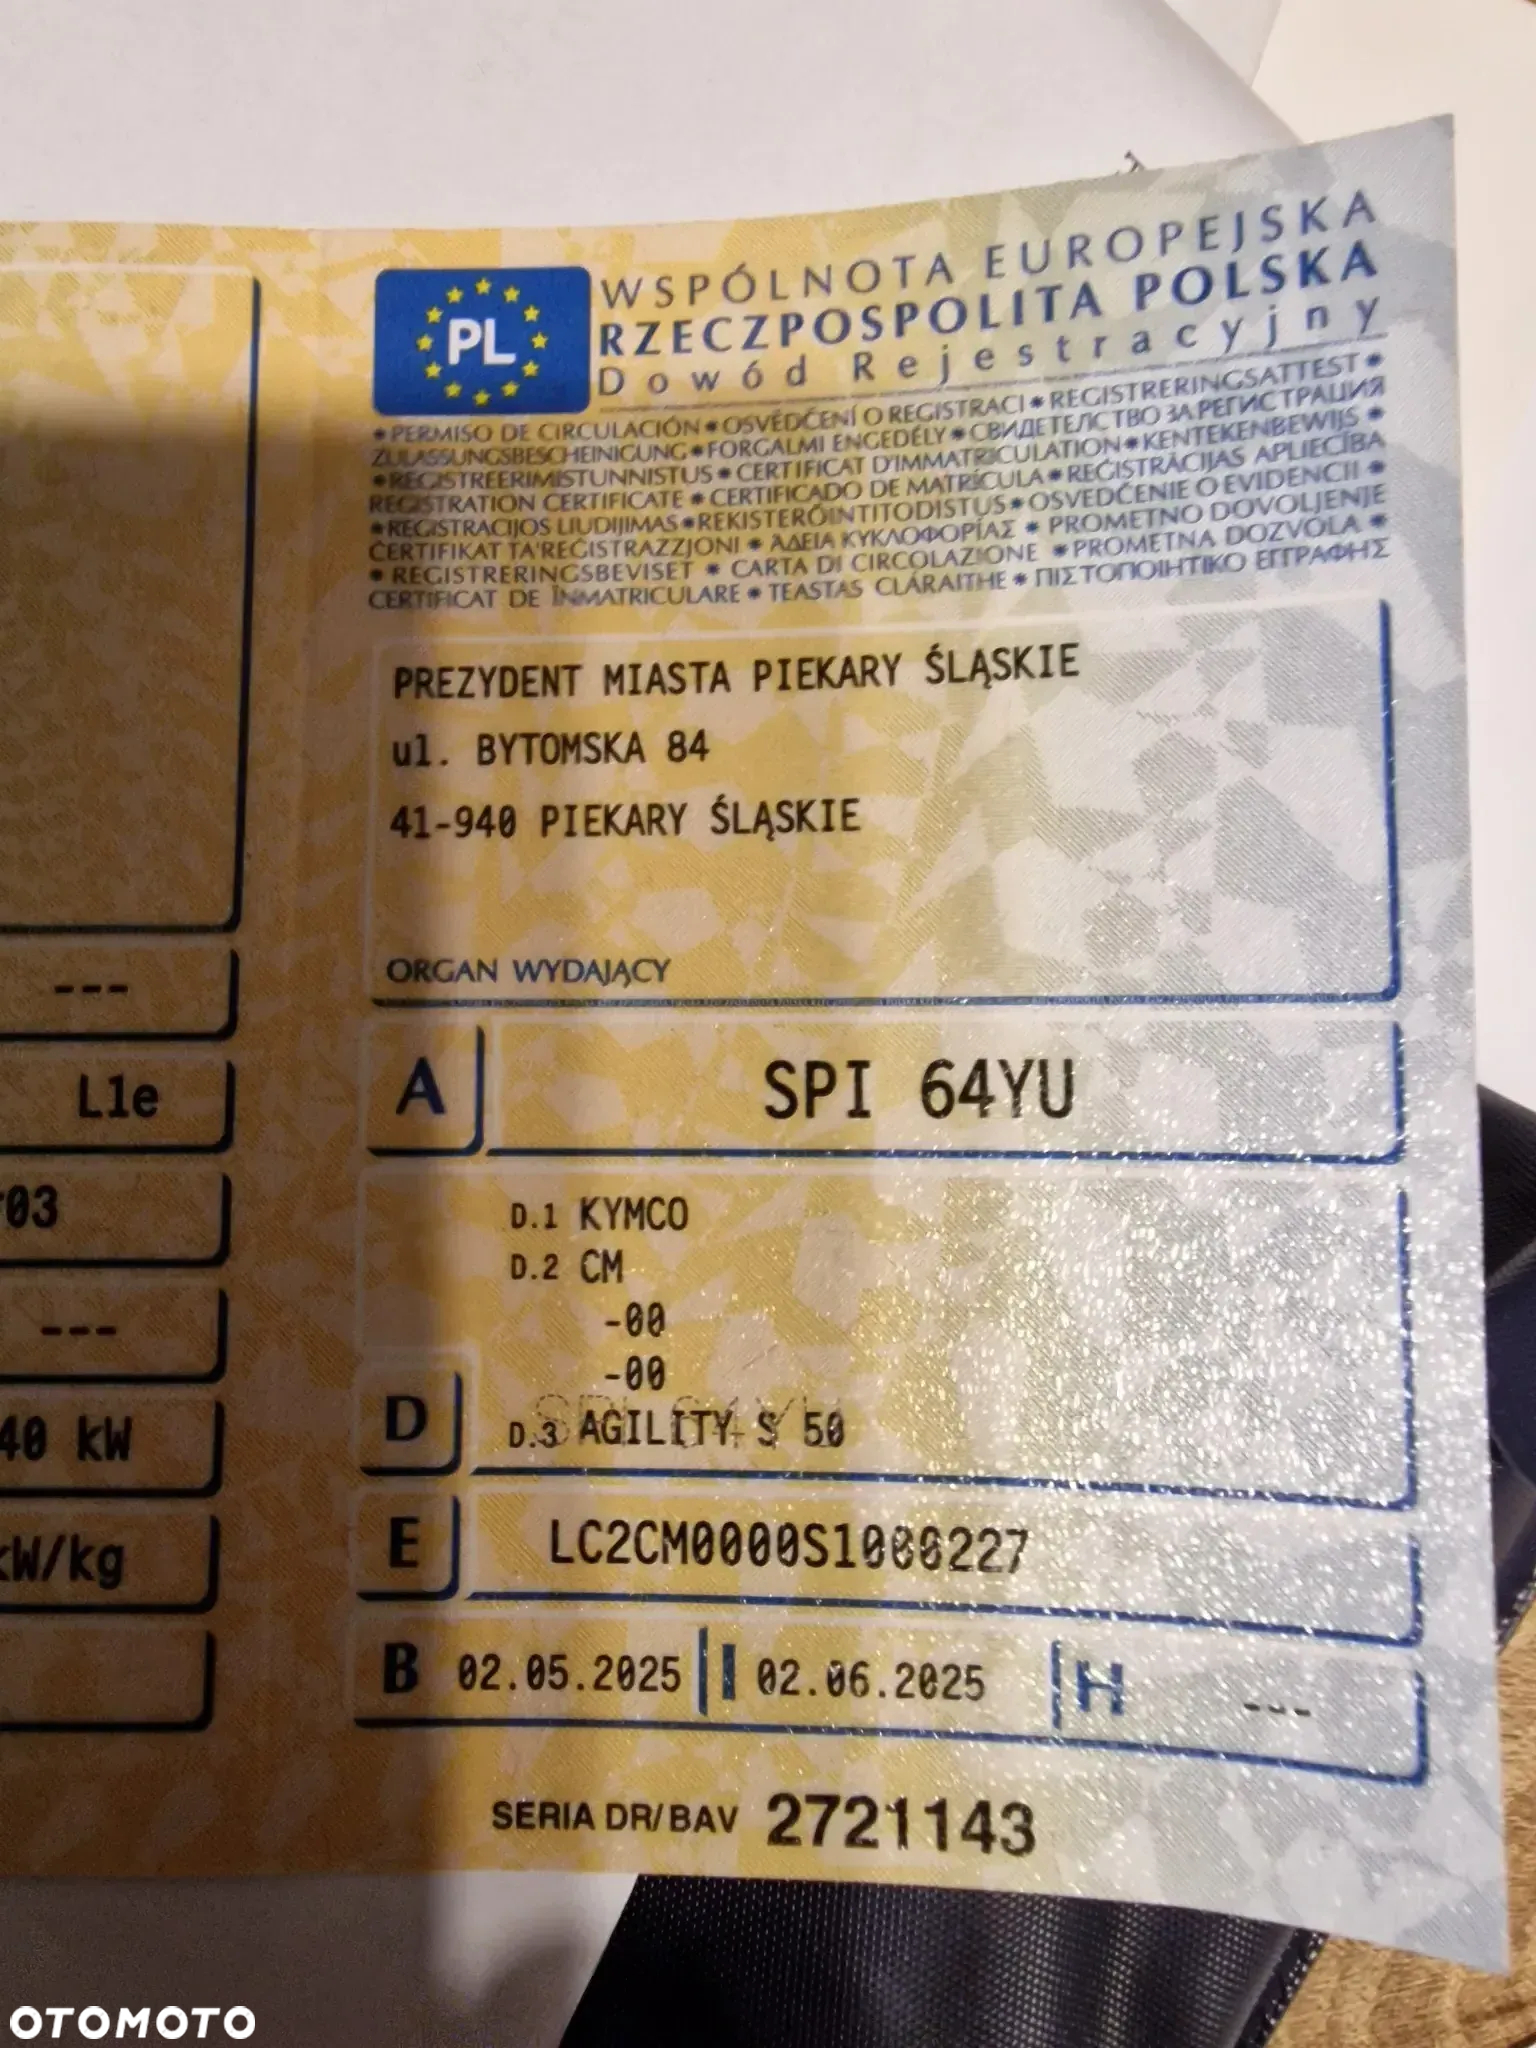 PL
WSPÓLNOTA EUROPEJSKA
RZECZPOSPOLITA POLSKA
Dowód Rejestracyjny
* PERMISO DE CIRCULACIÓN * OSVĚDČENÍ O REGISTRACI * REGISTRERINGSATTEST *
ZULASSUNGSBESCHEINIGUNG * FORGALMI ENGEDÉLY * СВИДЕТЕЛСТВО ЗА РЕГИСТРАЦИЯ
* REGISTREERIMISTUNNISTUS * CERTIFICAT D'IMMATRICULATION * KENTEKENBEWIJS *
REGISTRATION CERTIFICATE * CERTIFICADO DE MATRÍCULA * REĢISTRĀCIJAS APLIECĪBA
* REGISTRACIJOS LIUDIJIMAS * REKISTERÖINTITODISTUS * OSVEDČENIE O EVIDENCII *
ĊERTIFIKAT TA'REĠISTRAZZJONI * ΑΔΕΙΑ ΚΥΚΛΟΦΟΡΙΑΣ * PROMETNO DOVOLJENJE
* REGISTRERINGSBEVISET * CARTA DI CIRCOLAZIONE * PROMETNA DOZVOLA *
CERTIFICAT DE ÎNMATRICULARE * TEASTAS CLÁRAITHE * ΠΙΣΤΟΠΟΙΗΤΙΚΟ ΕΓΓΡΑΦΗΣ
PREZYDENT MIASTA PIEKARY ŚLĄSKIE
ul. BYTOMSKA 84
41-940 PIEKARY ŚLĄSKIE
ORGAN WYDAJĄCY
---
A SPI 64YU
L1e
03
D.1 KYMCO
D.2 CM
-00
---
-00
D D.3 AGILITY S 50
40 kW
E LC2CM0000S1000227
kW/kg
B 02.05.2025 I 02.06.2025 H ---
SERIA DR/BAV 2721143
OTOMOTO